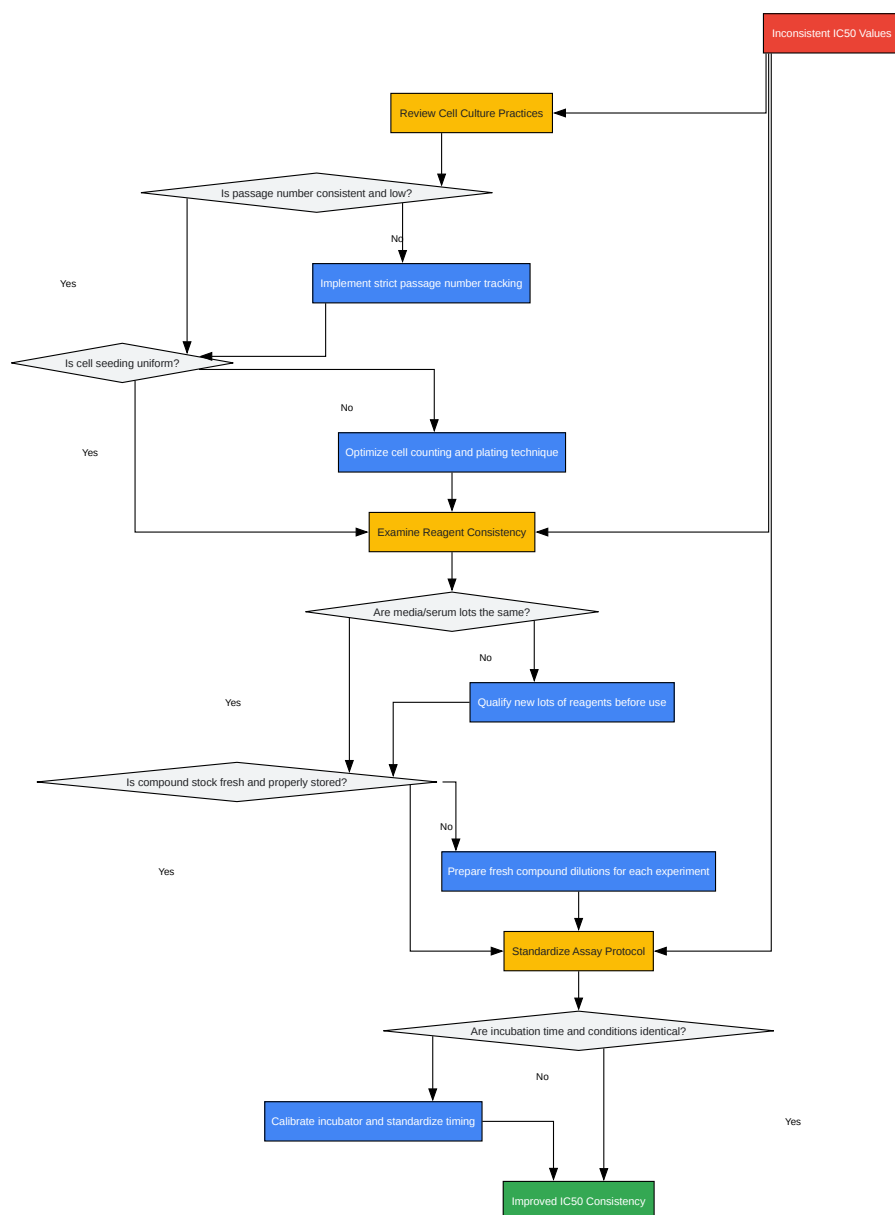 Inconsistent IC50 Values
Review Cell Culture Practices
Is passage number consistent and low?
No
Implement strict passage number tracking
Yes
Is cell seeding uniform?
No
Yes
Optimize cell counting and plating technique
Examine Reagent Consistency
Are media/serum lots the same?
No
Yes
Qualify new lots of reagents before use
Is compound stock fresh and properly stored?
No
Yes
Prepare fresh compound dilutions for each experiment
Standardize Assay Protocol
Are incubation time and conditions identical?
No
Yes
Calibrate incubator and standardize timing
Improved IC50 Consistency